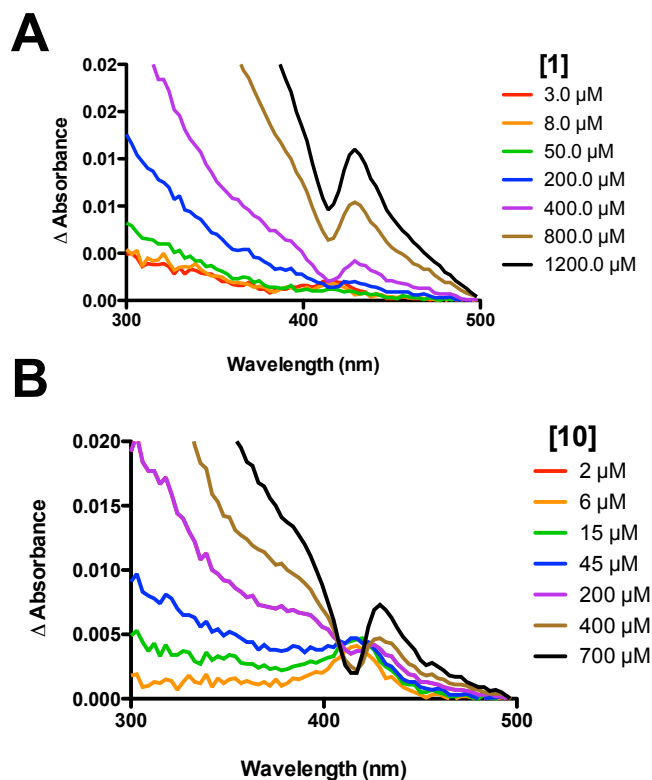 A
[1]
3.0 µM
8.0 µM
50.0 µM
200.0 µM
400.0 µM
800.0 µM
1200.0 µM
Δ Absorbance
0.02
0.02
0.01
0.01
0.00
0.00
300
400
500
Wavelength (nm)
B
[10]
2 µM
6 µM
15 µM
45 µM
200 µM
400 µM
700 µM
Δ Absorbance
0.020
0.015
0.010
0.005
0.000
300
400
500
Wavelength (nm)